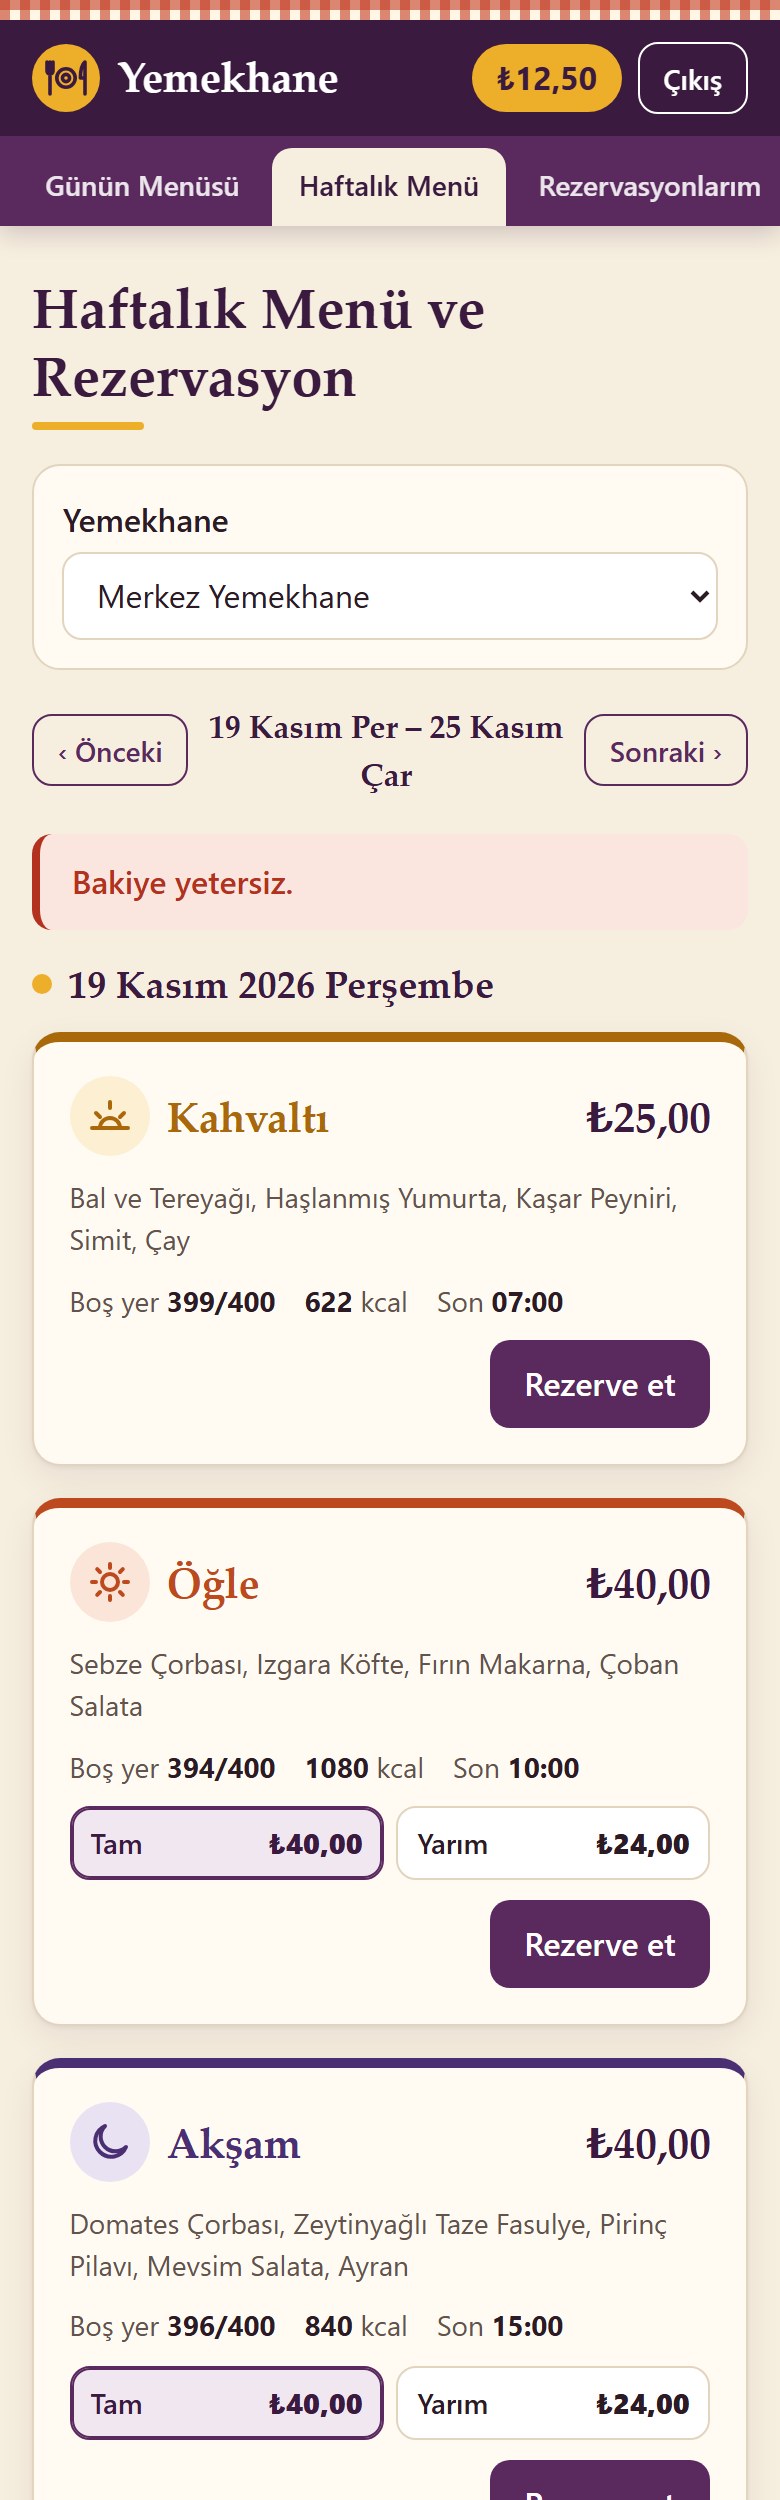 Yemekhane
₺12,50
Çıkış
Günün Menüsü
Haftalık Menü
Rezervasyonlarım
Haftalık Menü ve
Rezervasyon
Yemekhane
Merkez Yemekhane
‹ Önceki
19 Kasım Per – 25 Kasım
Çar
Sonraki ›
Bakiye yetersiz.
19 Kasım 2026 Perşembe
Kahvaltı
₺25,00
Bal ve Tereyağı, Haşlanmış Yumurta, Kaşar Peyniri,
Simit, Çay
Boş yer 399/400 622 kcal Son 07:00
Rezerve et
Öğle
₺40,00
Sebze Çorbası, Izgara Köfte, Fırın Makarna, Çoban
Salata
Boş yer 394/400 1080 kcal Son 10:00
Tam ₺40,00
Yarım ₺24,00
Rezerve et
Akşam
₺40,00
Domates Çorbası, Zeytinyağlı Taze Fasulye, Pirinç
Pilavı, Mevsim Salata, Ayran
Boş yer 396/400 840 kcal Son 15:00
Tam ₺40,00
Yarım ₺24,00